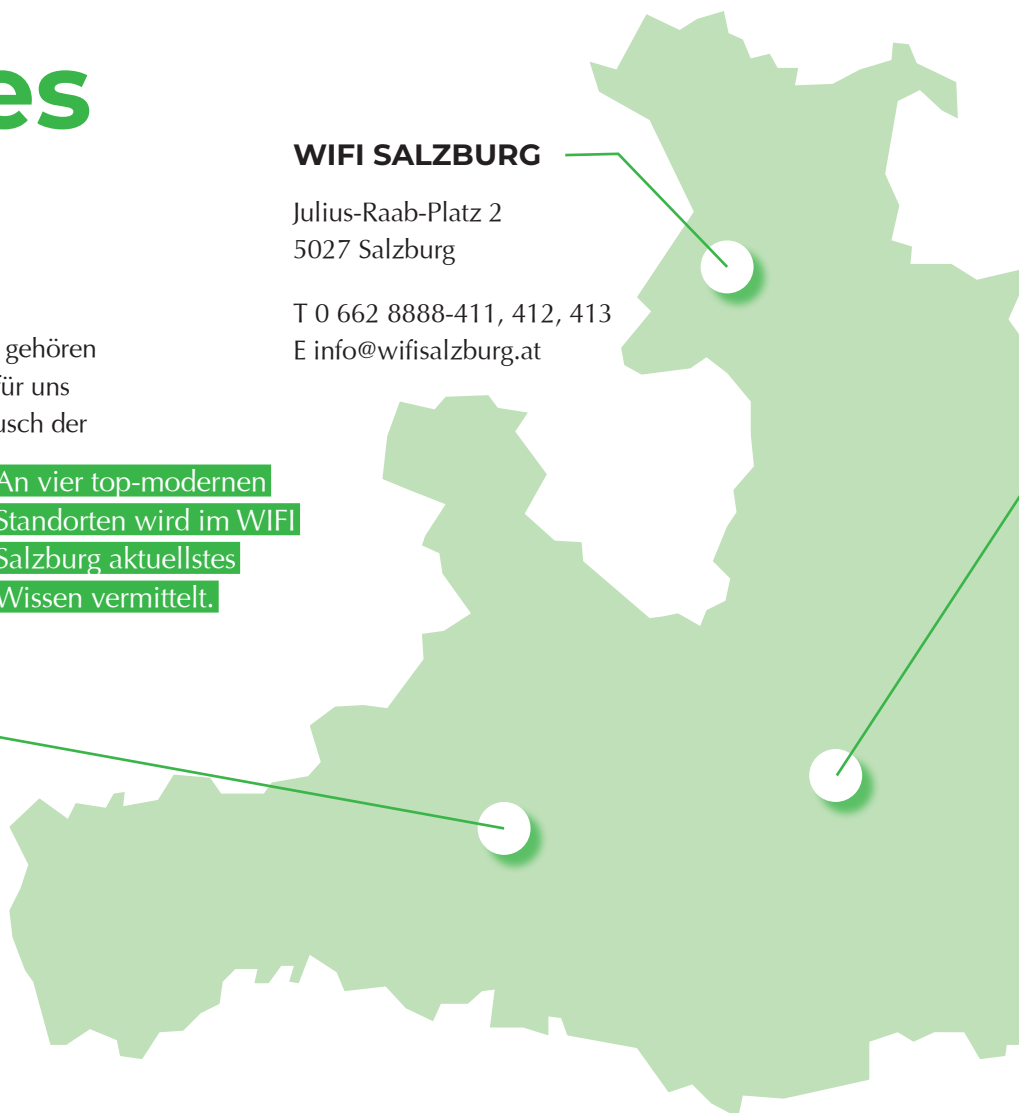 es
WIFI SALZBURG
Julius-Raab-Platz 2
5027 Salzburg
T 0 662 8888-411, 412, 413
E info@wifisalzburg.at
gehören
für uns
usch der
An vier top-modernen
Standorten wird im WIFI
Salzburg aktuellstes
Wissen vermittelt.